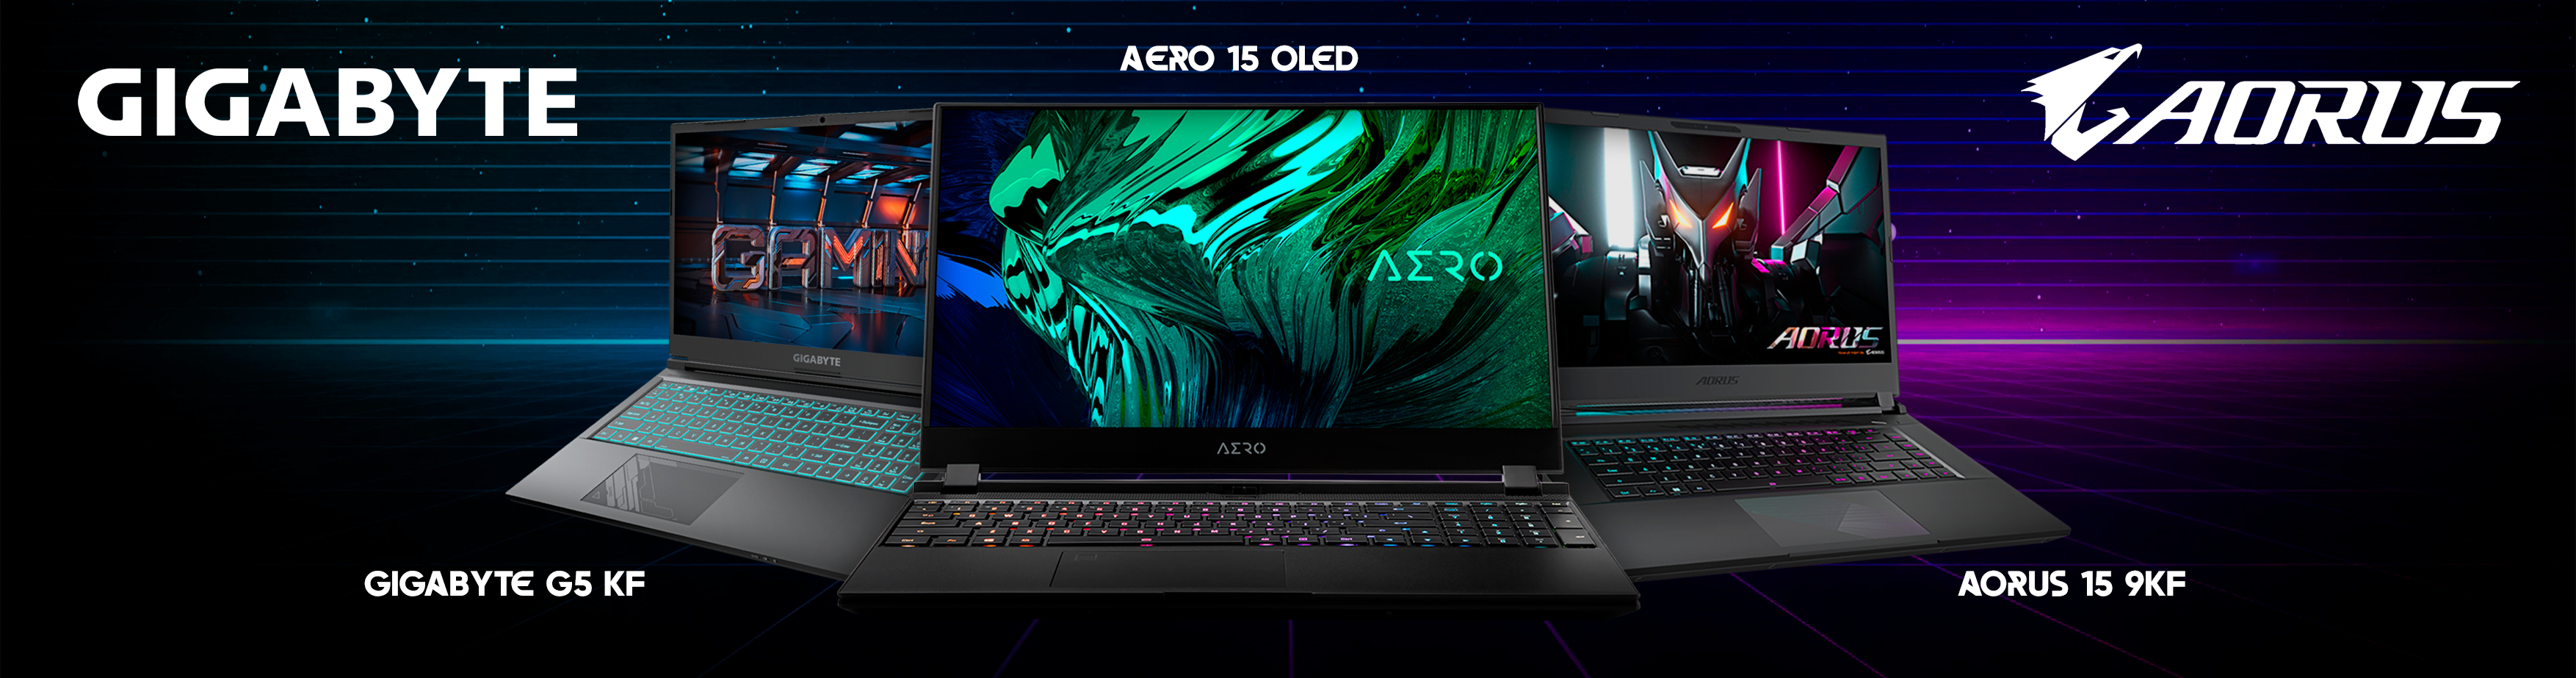 GIGABYTE
AERO 15 OLED
AORUS
GAMIN
AERO
AORUS
GIGABYTE
AERO
AORUS
GIGABYTE G5 KF
AORUS 15 9KF